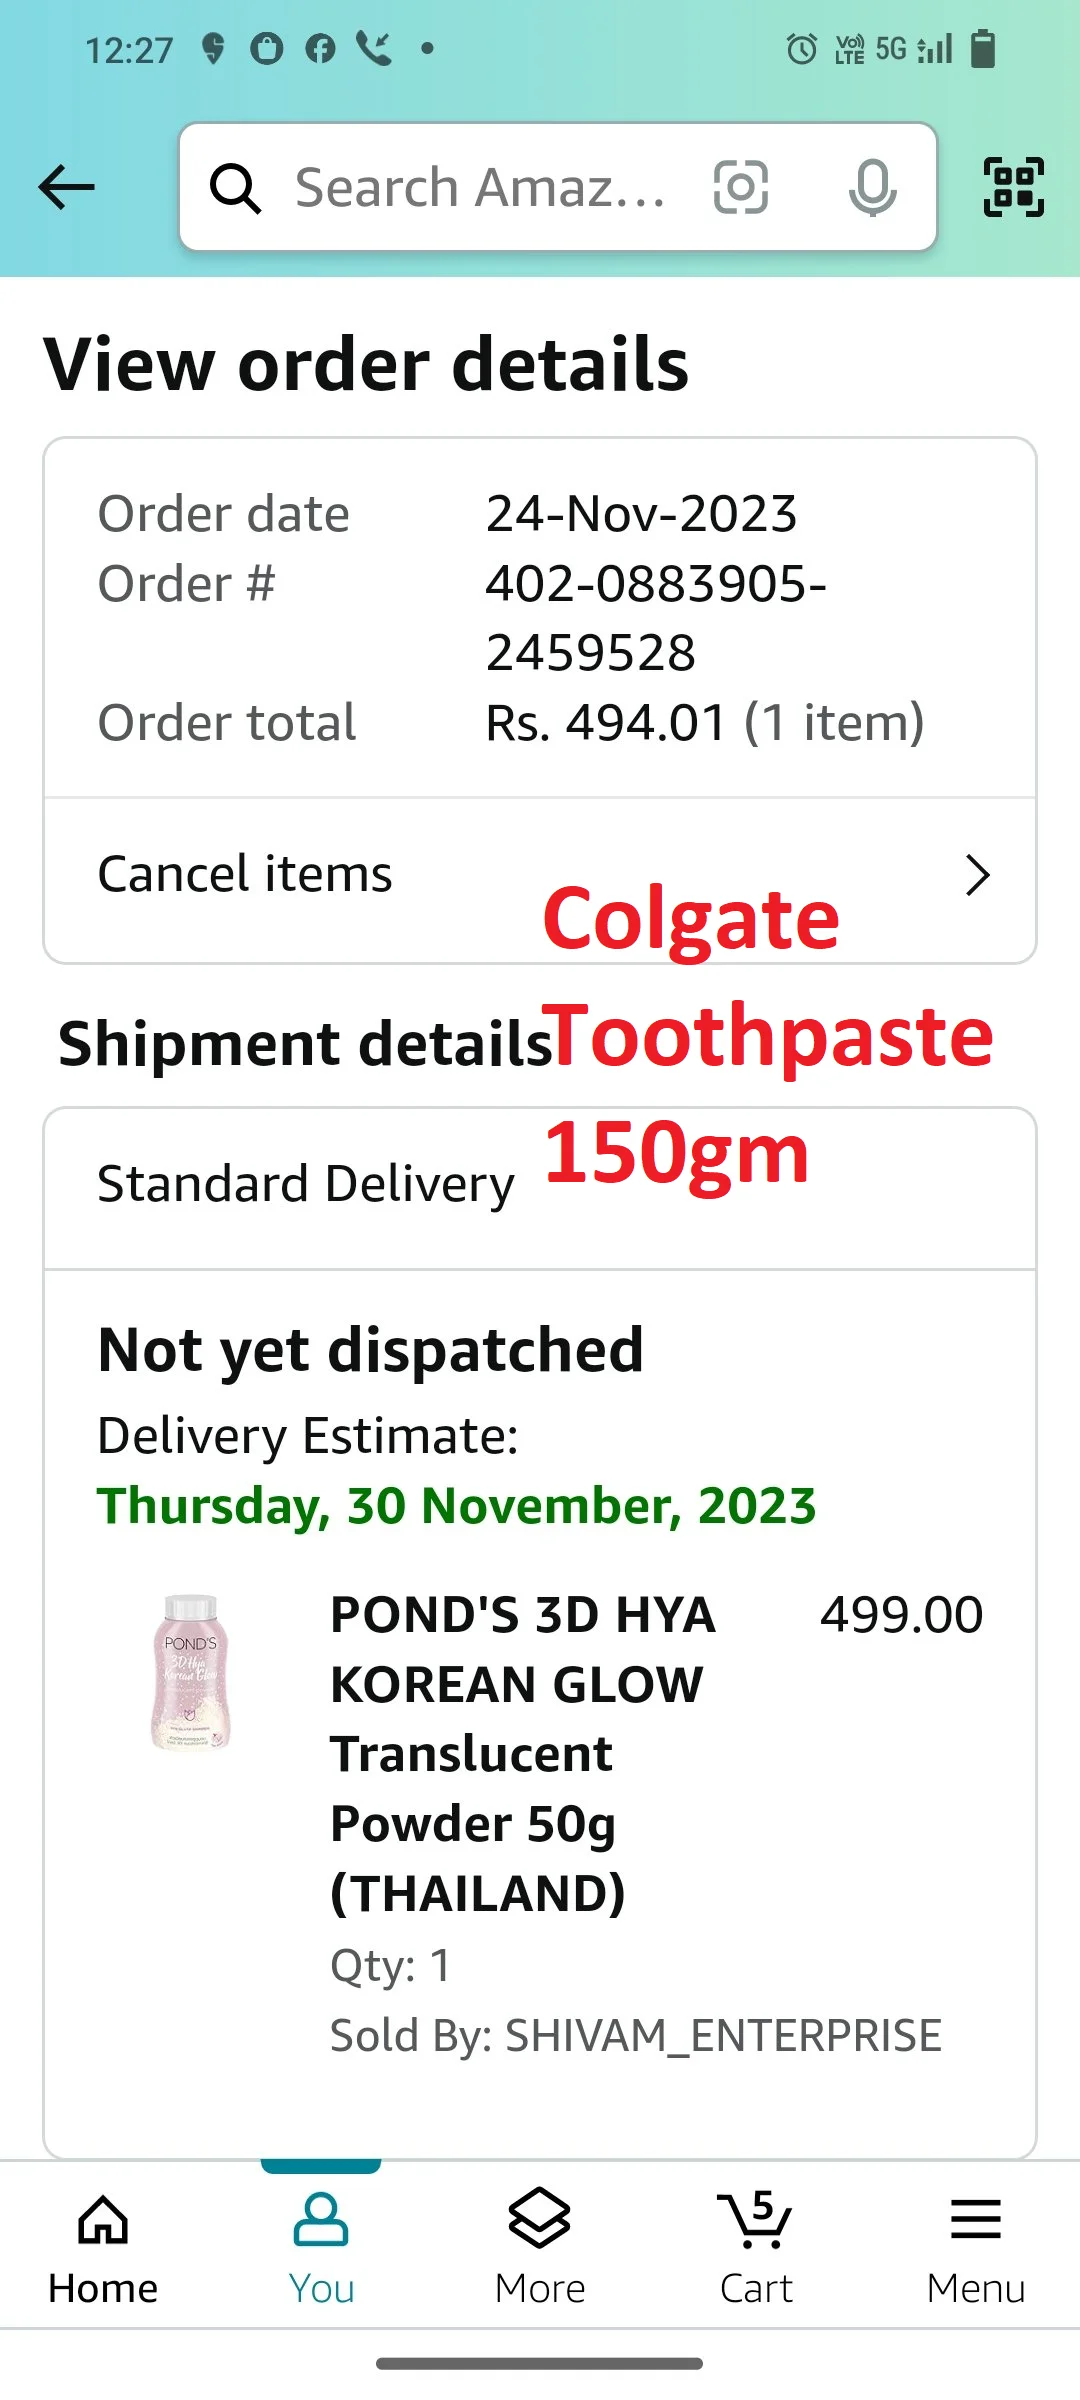 12:27
VoLTE 5G
Search Amaz...
View order details
Order date 24-Nov-2023
Order # 402-0883905-
2459528
Order total Rs. 494.01 (1 item)
Cancel items
Colgate
Toothpaste
150gm
Shipment details
Standard Delivery
Not yet dispatched
Delivery Estimate:
Thursday, 30 November, 2023
POND'S
3D Hya
Korean Glow
POND'S 3D HYA 499.00
KOREAN GLOW
Translucent
Powder 50g
(THAILAND)
Qty: 1
Sold By: SHIVAM_ENTERPRISE
5
Home You More Cart Menu